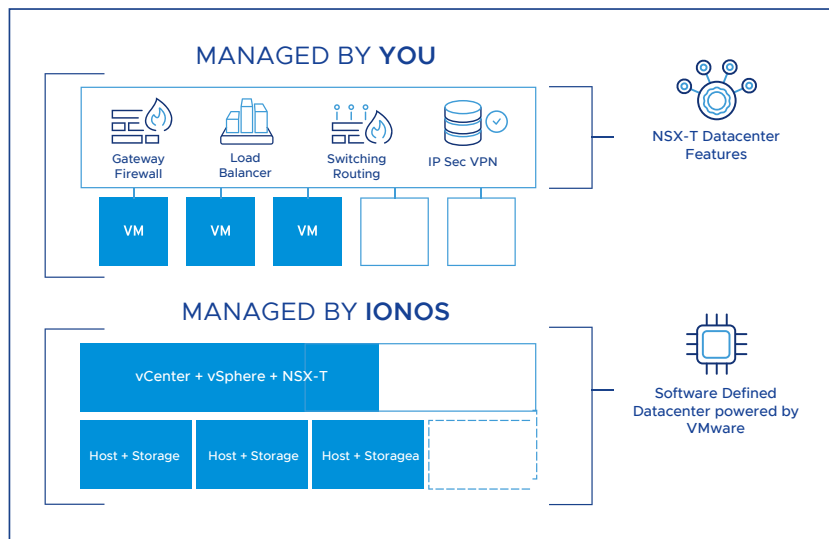 MANAGED BY YOU
Gateway
Firewall
Load
Balancer
Switching
Routing
IP Sec VPN
NSX-T Datacenter
Features
VM
VM
VM
MANAGED BY IONOS
vCenter + vSphere + NSX-T
Host + Storage
Host + Storage
Host + Storagea
Software Defined
Datacenter powered by
VMware